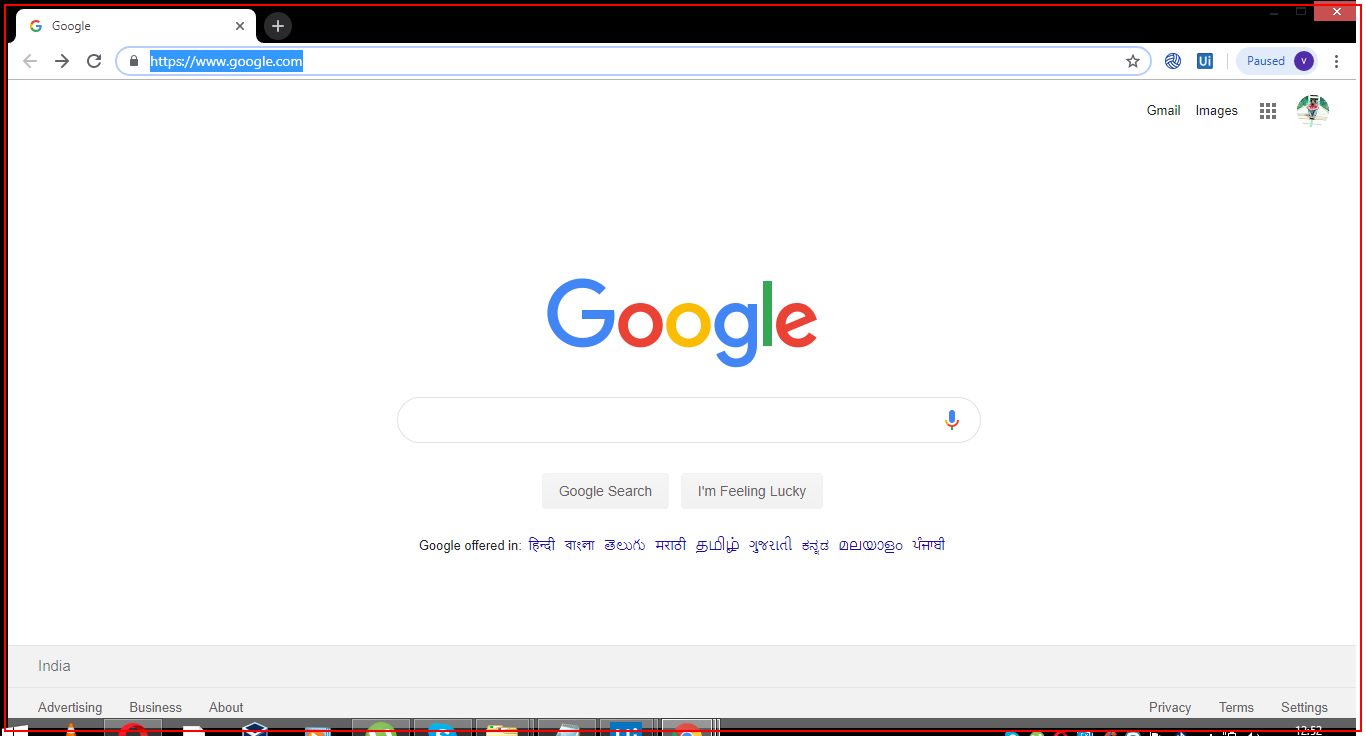 Google
https://www.google.com
Ui
Paused V
Gmail Images
Google
Google Search I'm Feeling Lucky
Google offered in: हिन्दी বাংলা తెలుగు मराठी தமிழ் ગુજરાતી ಕನ್ನಡ മലയാളം ਪੰਜਾਬੀ
India
Advertising Business About Privacy Terms Settings
12:52